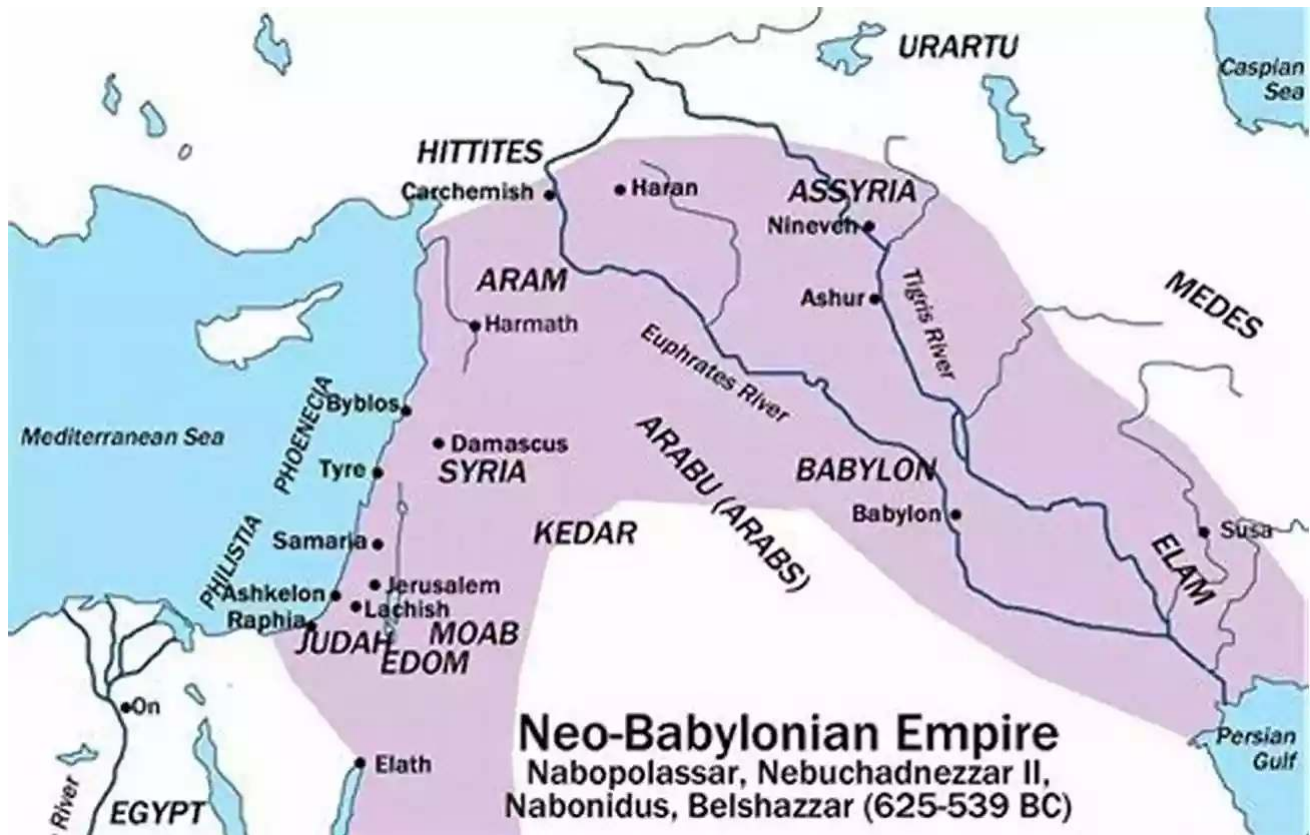 URARTU
Caspian
Sea
HITTITES
Carchemish
Haran
ASSYRIA
Nineveh
ARAM
Ashur
Tigris River
MEDES
Harmath
Euphrates River
Byblos
PHOENECIA
Mediterranean Sea
Damascus
Tyre
SYRIA
ARABU (ARABS)
BABYLON
Babylon
KEDAR
Samaria
Susa
ELAM
PHILISTIA
Jerusalem
Ashkelon
Lachish
Raphia
JUDAH
MOAB
EDOM
On
Elath
Neo-Babylonian Empire
Nabopolassar, Nebuchadnezzar II,
Nabonidus, Belshazzar (625-539 BC)
Persian
Gulf
EGYPT
River